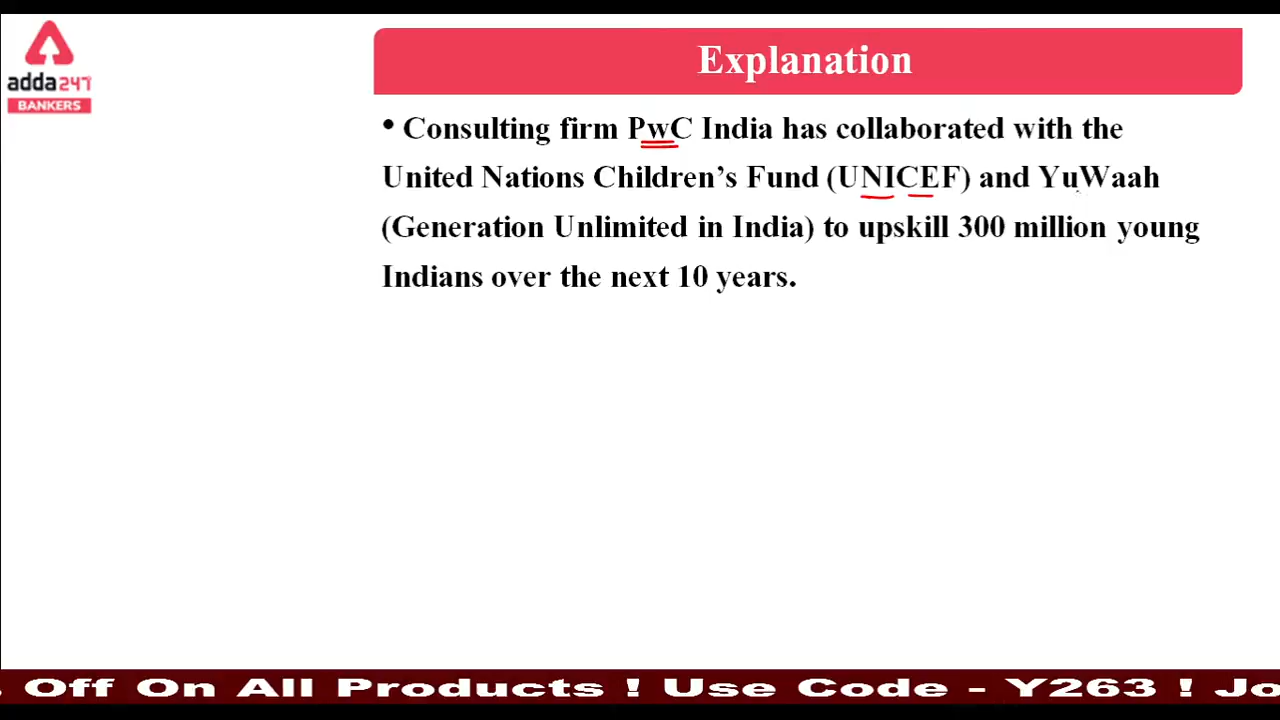 adda247
BANKERS
Explanation
• Consulting firm PwC India has collaborated with the
United Nations Children’s Fund (UNICEF) and YuWaah
(Generation Unlimited in India) to upskill 300 million young
Indians over the next 10 years.
. Off On All Products ! Use Code - Y263 ! Jo